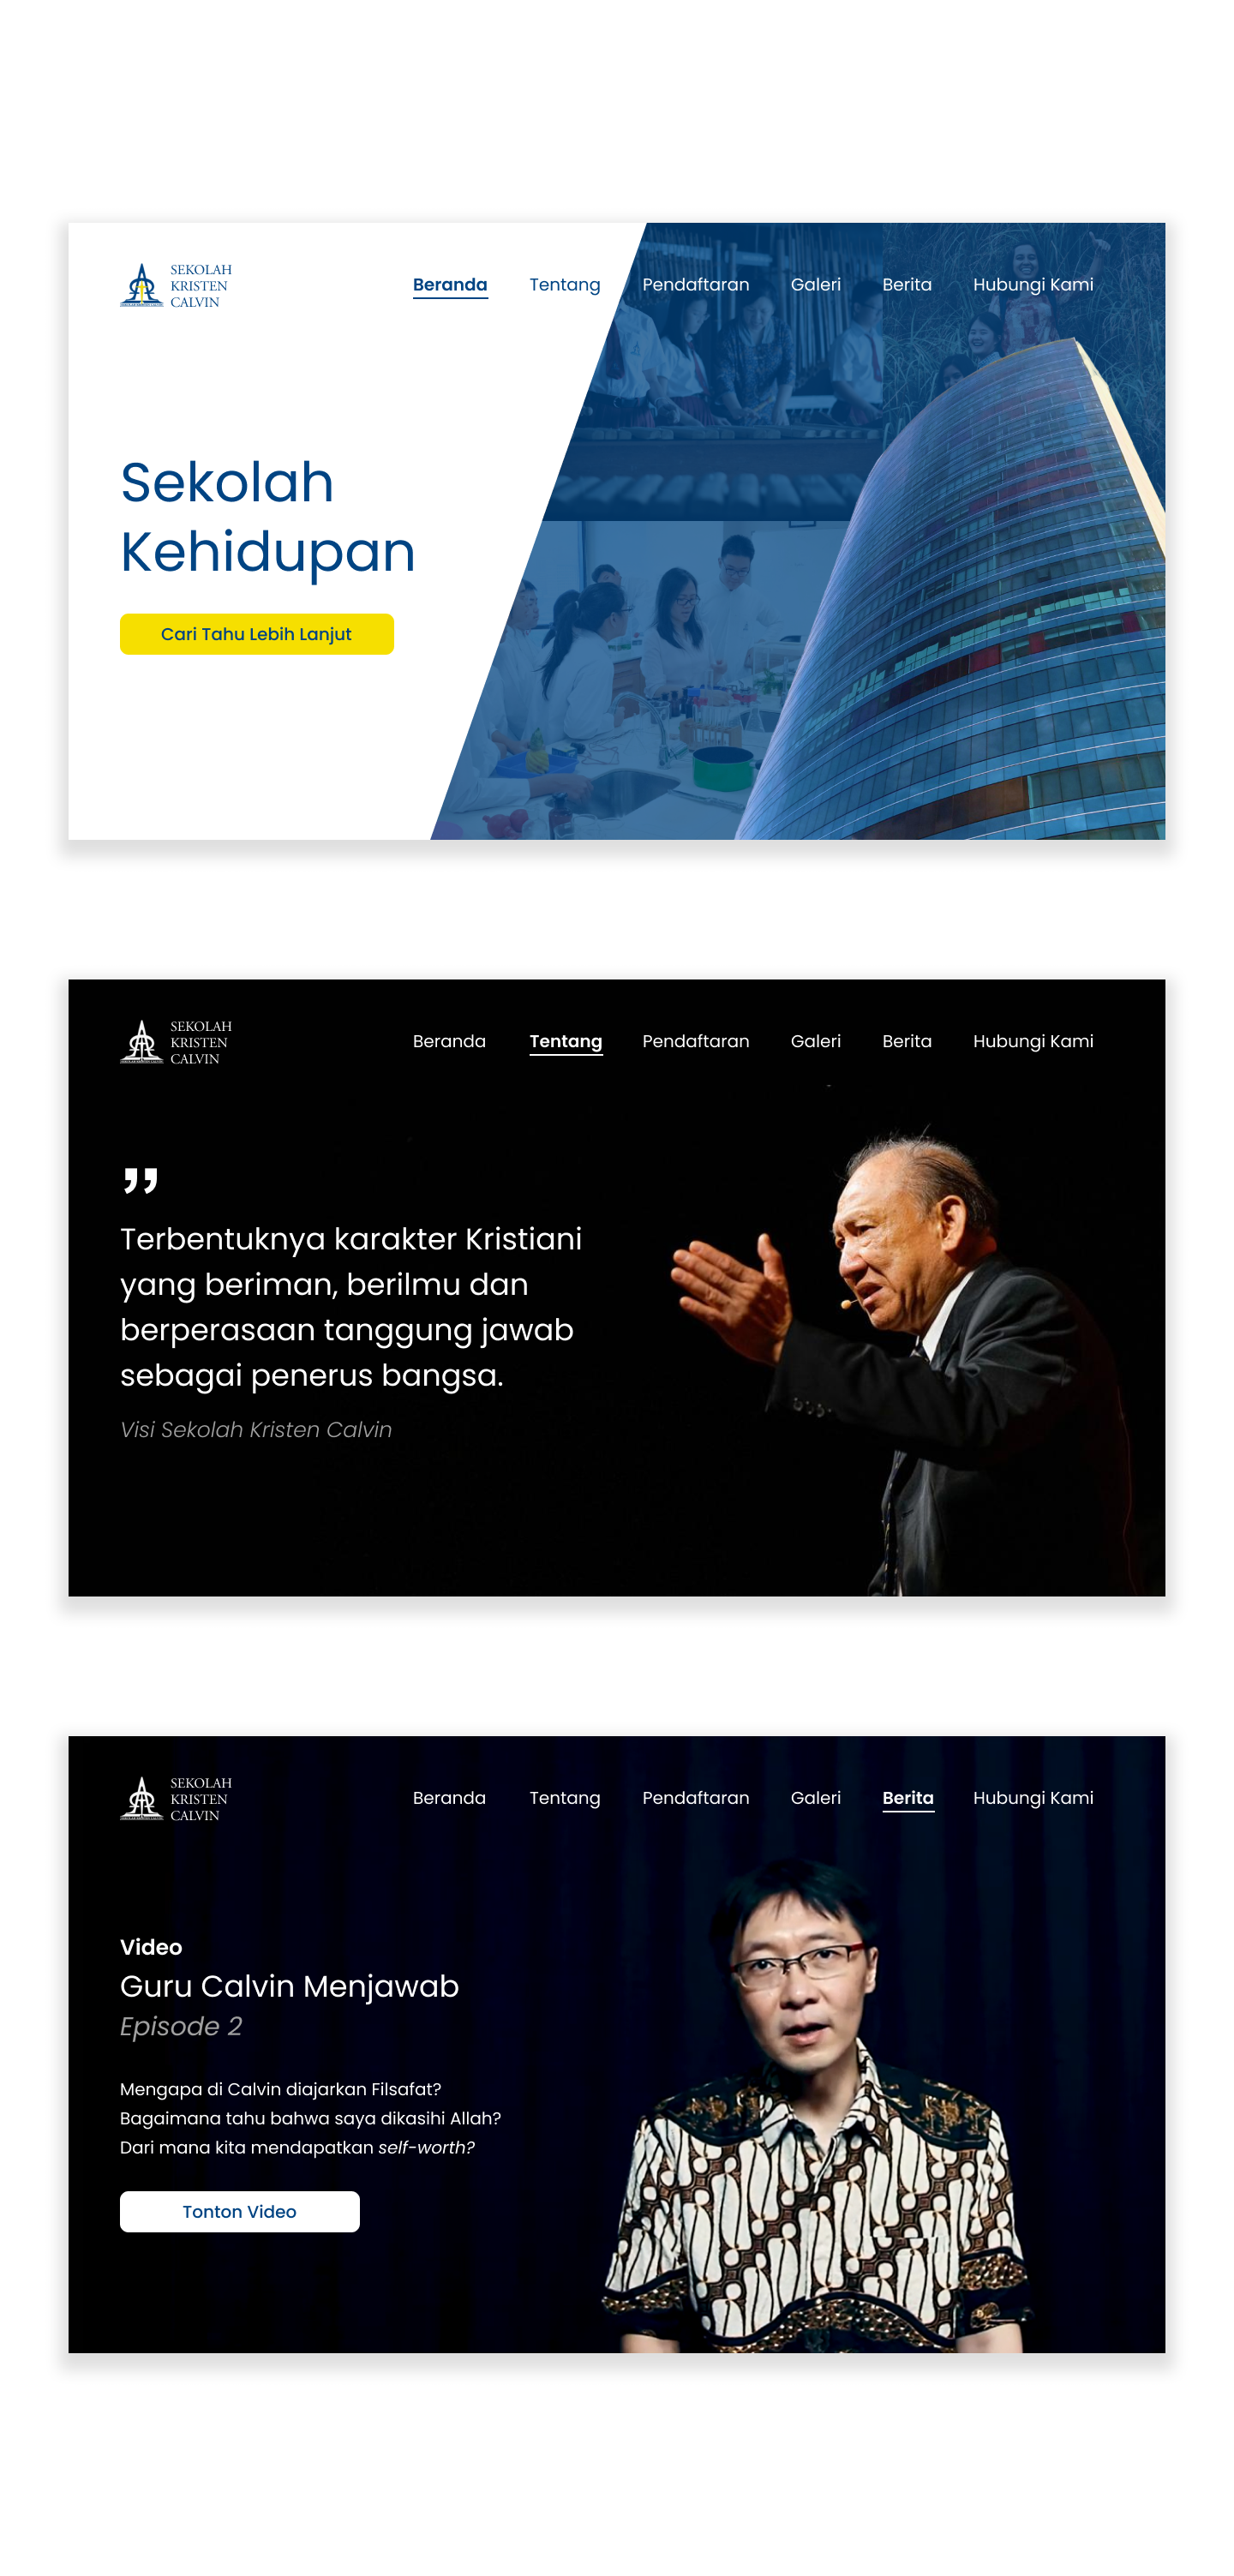 SEKOLAH
KRISTEN
CALVIN
Beranda Tentang Pendaftaran Galeri Berita Hubungi Kami
Sekolah
Kehidupan
Cari Tahu Lebih Lanjut
SEKOLAH
KRISTEN
CALVIN
Beranda Tentang Pendaftaran Galeri Berita Hubungi Kami
”
Terbentuknya karakter Kristiani
yang beriman, berilmu dan
berperasaan tanggung jawab
sebagai penerus bangsa.
Visi Sekolah Kristen Calvin
SEKOLAH
KRISTEN
CALVIN
Beranda Tentang Pendaftaran Galeri Berita Hubungi Kami
Video
Guru Calvin Menjawab
Episode 2
Mengapa di Calvin diajarkan Filsafat?
Bagaimana tahu bahwa saya dikasihi Allah?
Dari mana kita mendapatkan self-worth?
Tonton Video